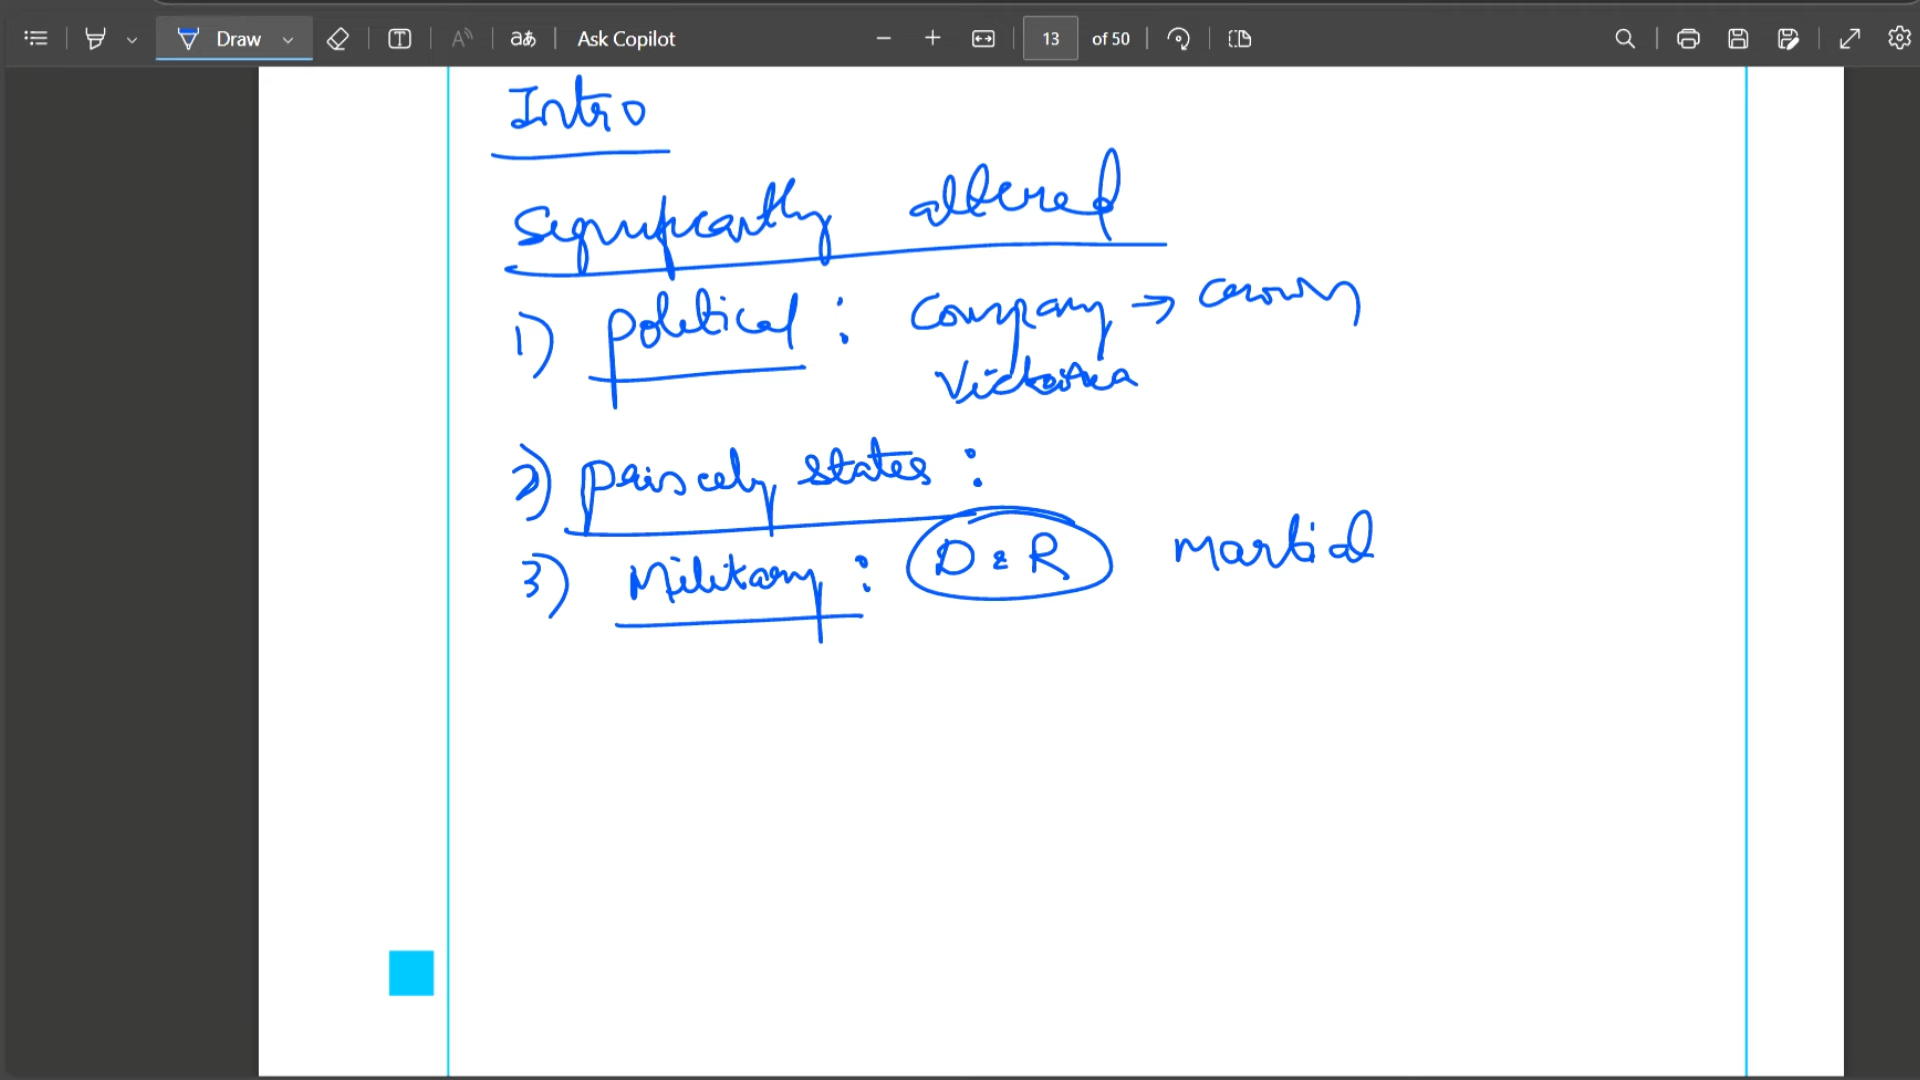 Draw
Ask Copilot
13 of 50
Intro
Significantly altered
1) Political : Company → crown
Victoria
2) Princely states :
3) Military : D & R martial